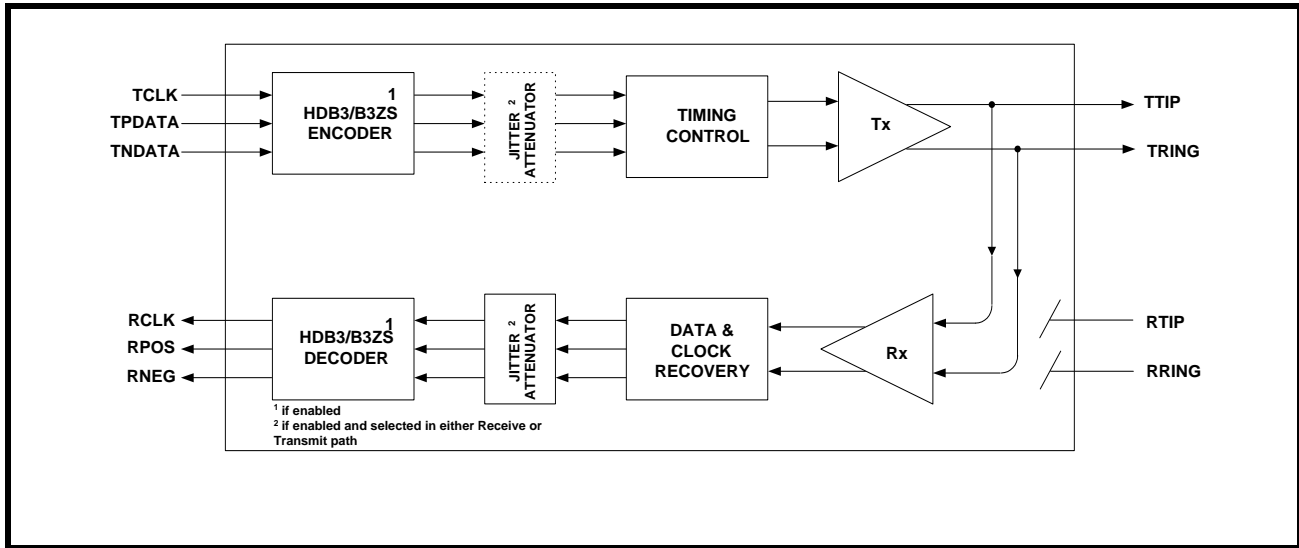 TCLK
TPDATA
TNDATA
1
HDB3/B3ZS
ENCODER
JITTER 2
ATTENUATOR
TIMING
CONTROL
Tx
TTIP
TRING
RCLK
RPOS
RNEG
1
HDB3/B3ZS
DECODER
JITTER 2
ATTENUATOR
DATA &
CLOCK
RECOVERY
Rx
RTIP
RRING
1 if enabled
2 if enabled and selected in either Receive or
Transmit path